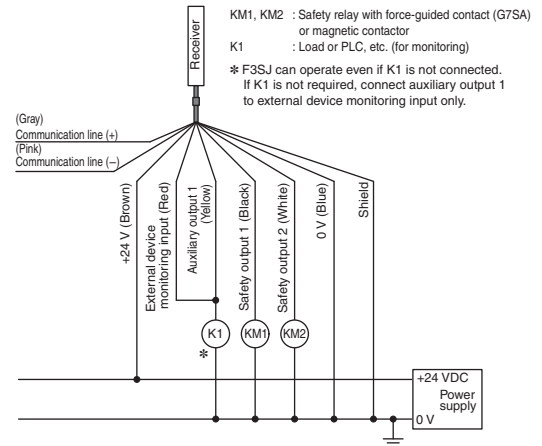 Receiver
KM1, KM2 : Safety relay with force-guided contact (G7SA)
or magnetic contactor
K1 : Load or PLC, etc. (for monitoring)
* F3SJ can operate even if K1 is not connected.
If K1 is not required, connect auxiliary output 1
to external device monitoring input only.
(Gray)
Communication line (+)
(Pink)
Communication line (–)
+24 V (Brown)
External device
monitoring input (Red)
Auxiliary output 1
(Yellow)
Safety output 1 (Black)
Safety output 2 (White)
0 V (Blue)
Shield
K1
*
KM1
KM2
+24 VDC
Power
supply
0 V